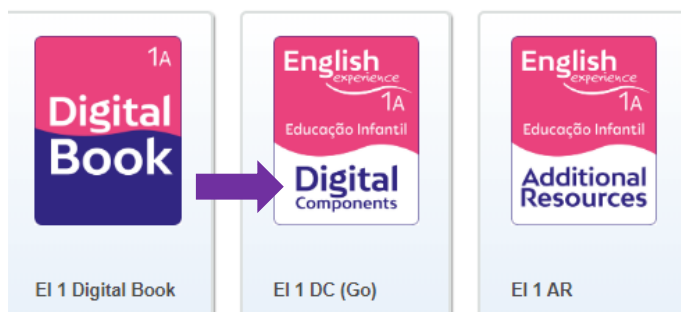 1A
Digital
Book
EI 1 Digital Book
English
experience
1A
Educação Infantil
Digital
Components
EI 1 DC (Go)
English
experience
1A
Educação Infantil
Additional
Resources
EI 1 AR